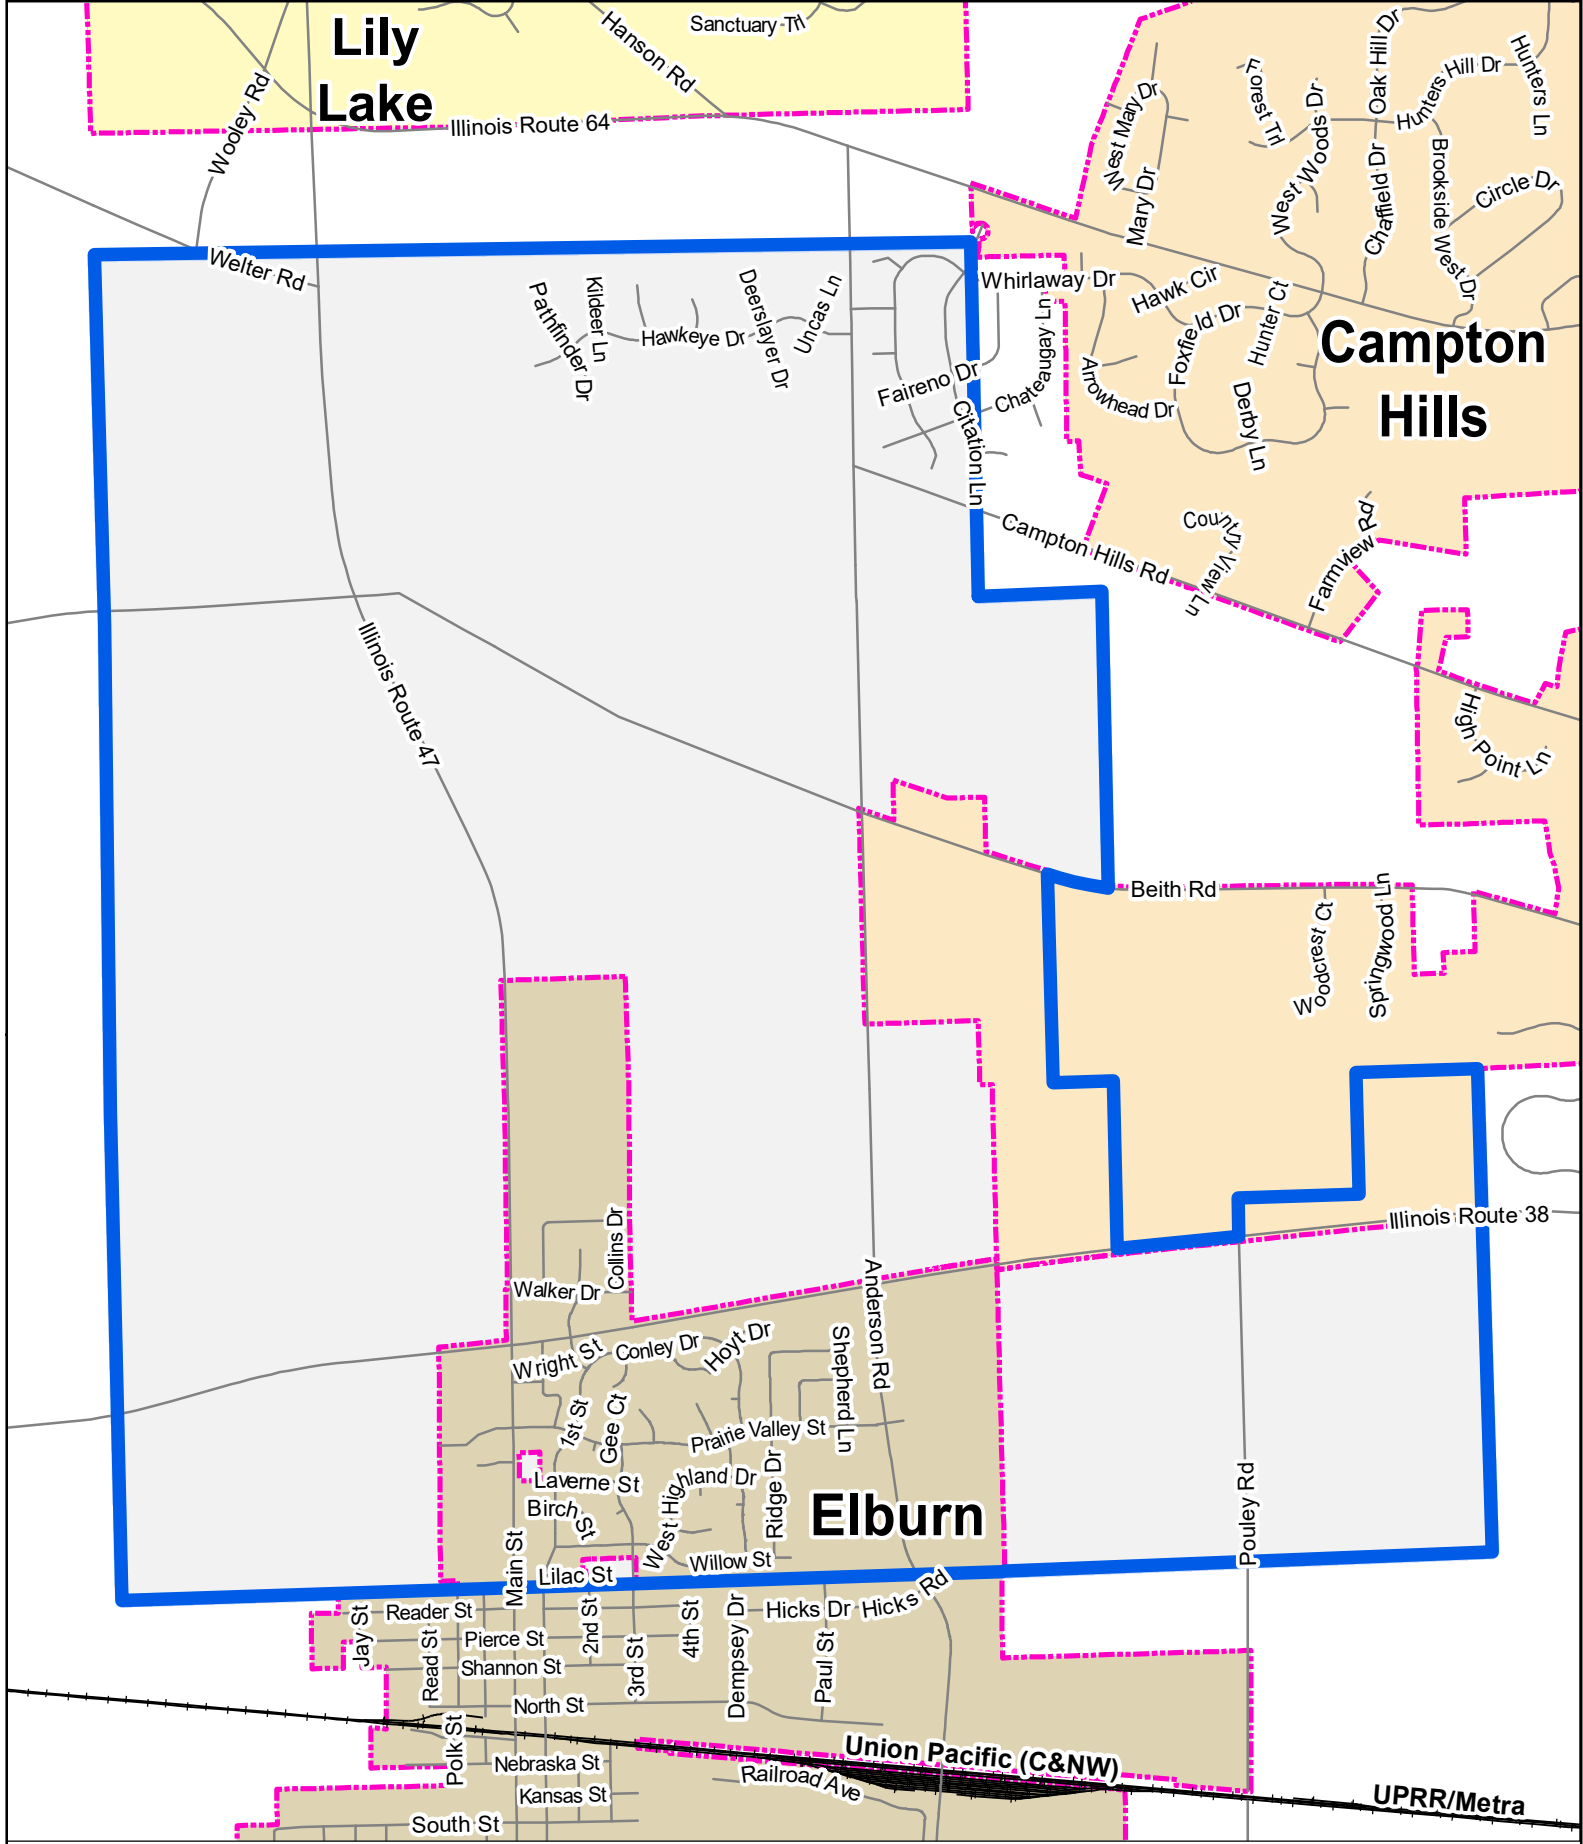 Lily
Lake
Sanctuary Trl
Hanson Rd
Wooley Rd
Illinois Route 64
Oak Hill Dr
Hunters Hill Dr
Hunters Ln
Forest Trl
West Woods Dr
West Mary Dr
Mary Dr
Chaffield Dr
Brookside West Dr
Circle Dr
Welter Rd
Pathfinder Dr
Kildeer Ln
Hawkeye Dr
Deerslayer Dr
Uncas Ln
Whirlaway Dr
Hawk Cir
Foxfield Dr
Hunter Ct
Campton
Hills
Faireno Dr
Chateaugay Ln
Arrowhead Dr
Derby Ln
Citation Ln
Campton Hills Rd
Country View Ln
Farmview Rd
Illinois Route 47
High Point Ln
Beith Rd
Woodcrest Ct
Springwood Ln
Illinois Route 38
Collins Dr
Walker Dr
Anderson Rd
Wright St
Conley Dr
Hoyt Dr
Shepherd Ln
1st St
Gee Ct
Prairie Valley St
Laverne St
West Highland Dr
Ridge Dr
Elburn
Birch St
Pouley Rd
Main St
Lilac St
Willow St
Reader St
Jay St
Read St
Pierce St
2nd St
3rd St
4th St
Dempsey Dr
Hicks Dr
Hicks Rd
Paul St
Shannon St
North St
Polk St
Nebraska St
Kansas St
South St
Union Pacific (C&NW)
Railroad Ave
UPRR/Metra